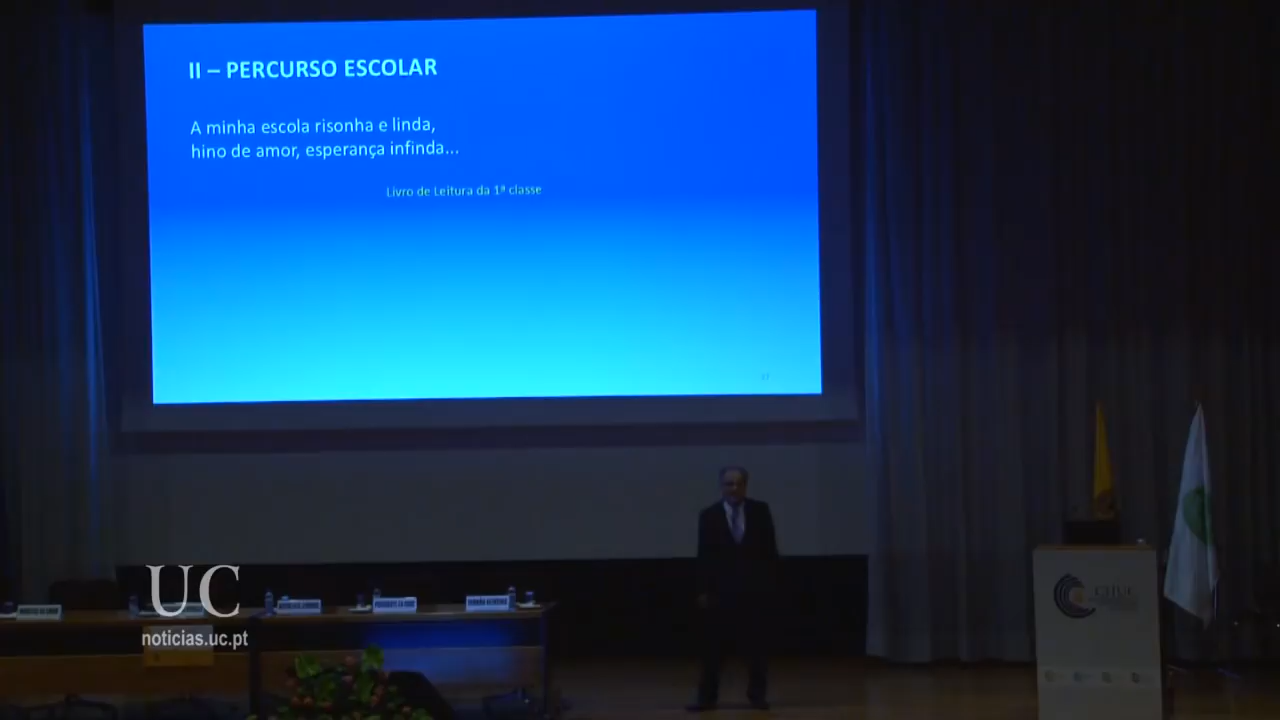 II – PERCURSO ESCOLAR
A minha escola risonha e linda,
hino de amor, esperança infinda...
Livro de Leitura da 1ª classe
UC
noticias.uc.pt
CHUC